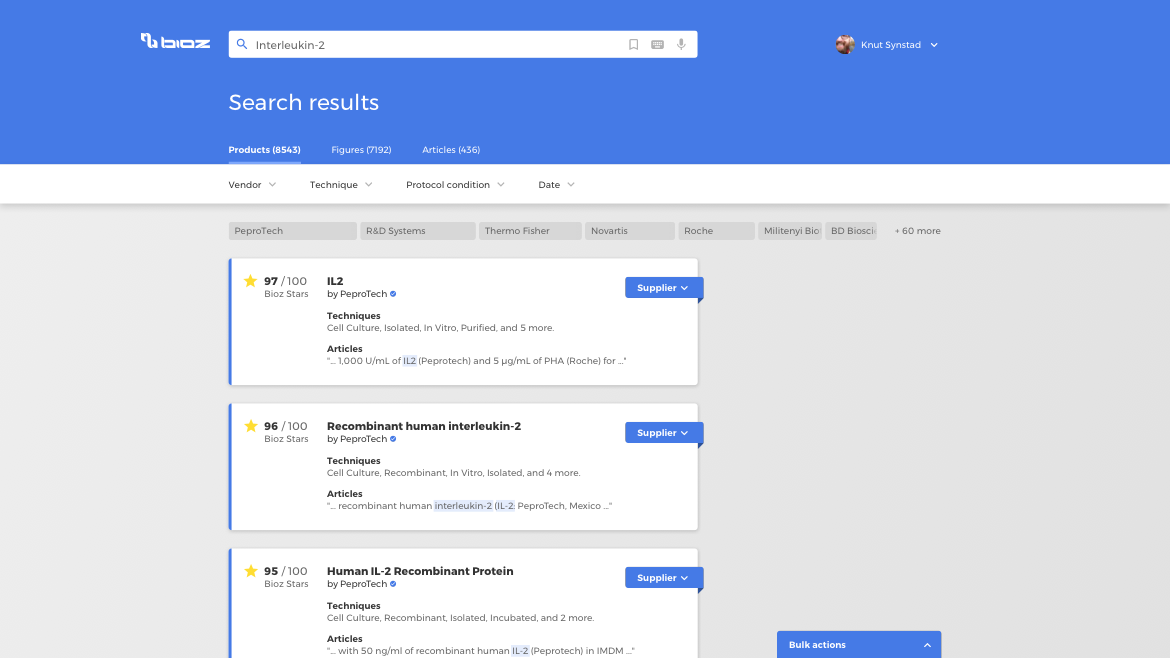 bioz
Interleukin-2
Knut Synstad
Search results
Products (8543) Figures (7192) Articles (436)
Vendor Technique Protocol condition Date
PeproTech R&D Systems Thermo Fisher Novartis Roche Militenyi Bio BD Biosci + 60 more
97 / 100
Bioz Stars
IL2
by PeproTech
Supplier
Techniques
Cell Culture, Isolated, In Vitro, Purified, and 5 more.
Articles
"... 1,000 U/mL of IL2 (Peprotech) and 5 μg/mL of PHA (Roche) for ..."
96 / 100
Bioz Stars
Recombinant human interleukin-2
by PeproTech
Supplier
Techniques
Cell Culture, Recombinant, In Vitro, Isolated, and 4 more.
Articles
"... recombinant human interleukin-2 (IL-2; PeproTech, Mexico ..."
95 / 100
Bioz Stars
Human IL-2 Recombinant Protein
by PeproTech
Supplier
Techniques
Cell Culture, Recombinant, Isolated, Incubated, and 2 more.
Articles
"... with 50 ng/ml of recombinant human IL-2 (Peprotech) in IMDM ..."
Bulk actions